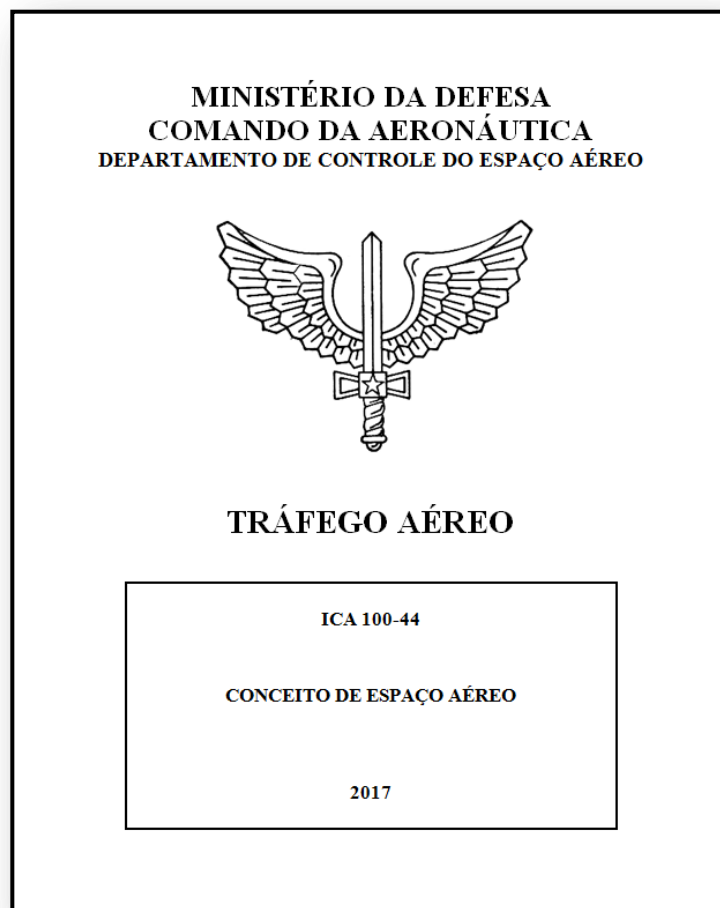 MINISTÉRIO DA DEFESA
COMANDO DA AERONÁUTICA
DEPARTAMENTO DE CONTROLE DO ESPAÇO AÉREO
TRÁFEGO AÉREO
ICA 100-44
CONCEITO DE ESPAÇO AÉREO
2017